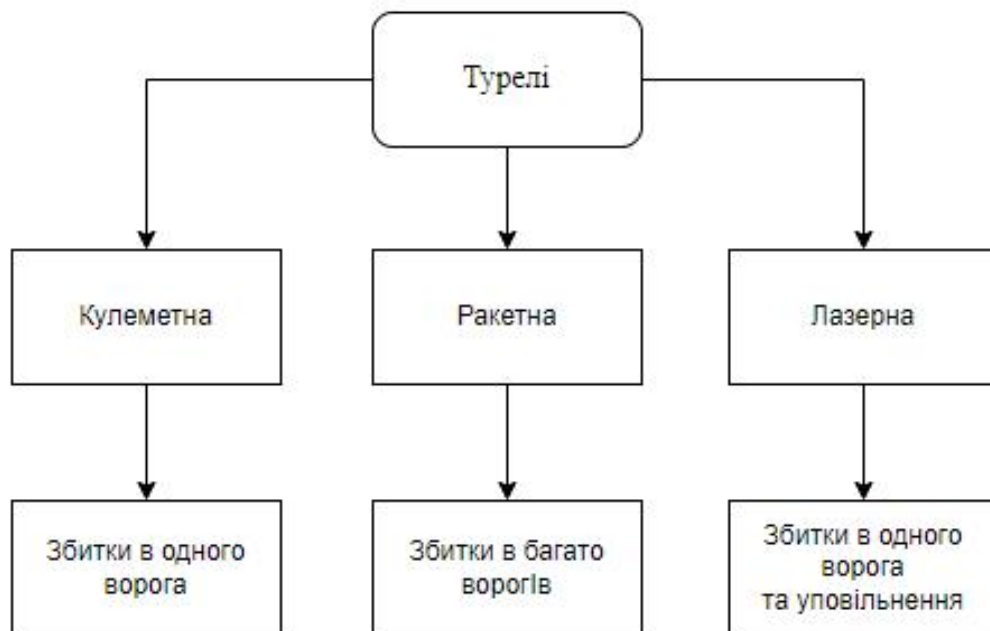 Турелі
Кулеметна
Ракетна
Лазерна
Збитки в одного
ворога
Збитки в багато
ворогів
Збитки в одного
ворога
та уповільнення